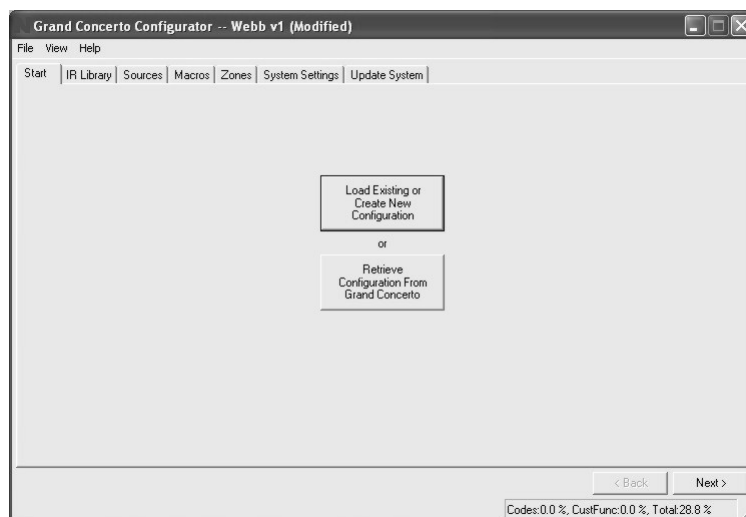 Grand Concerto Configurator -- Webb v1 (Modified)
File View Help
Start IR Library Sources Macros Zones System Settings Update System
Load Existing or
Create New
Configuration
or
Retrieve
Configuration From
Grand Concerto
< Back Next >
Codes:0.0 %, CustFunc:0.0 %, Total:28.8 %